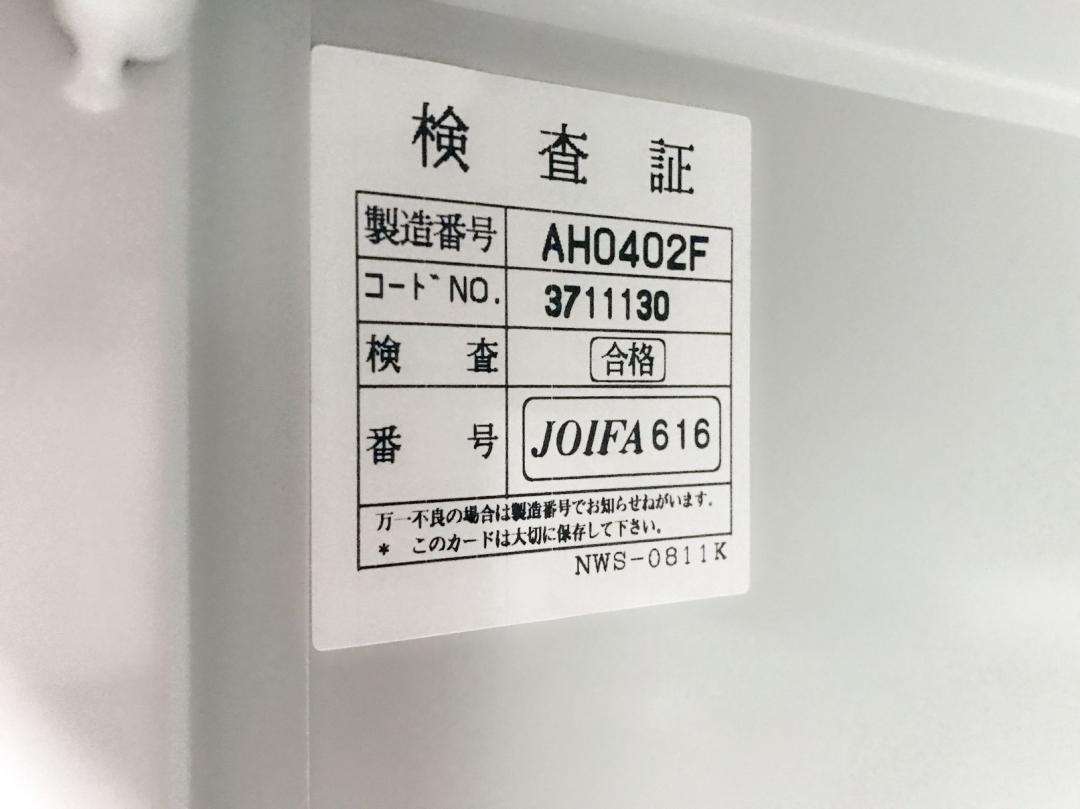 検査証
製造番号 AH0402F
コードNO. 3711130
検査 合格
番号 JOIFA616
万一不良の場合は製造番号でお知らせねがいます。
* このカードは大切に保存して下さい。
NWS-0811K